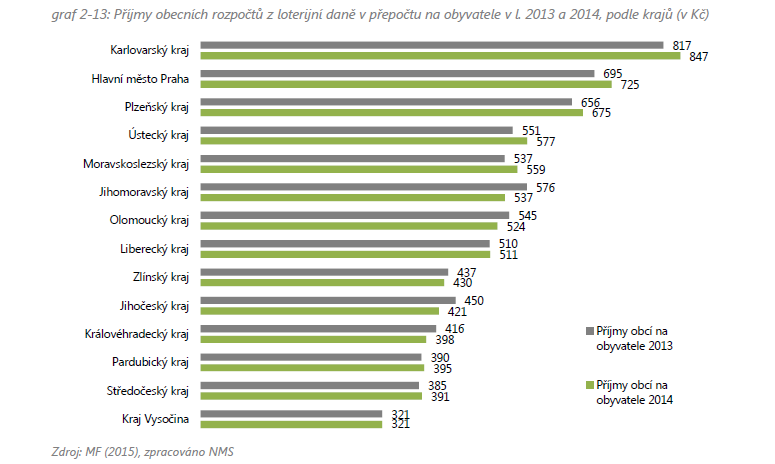 graf 2-13: Příjmy obecních rozpočtů z loterijní daně v přepočtu na obyvatele v l. 2013 a 2014, podle krajů (v Kč)
Karlovarský kraj
817
847
Hlavní město Praha
695
725
Plzeňský kraj
656
675
Ústecký kraj
551
577
Moravskoslezský kraj
537
559
Jihomoravský kraj
576
537
Olomoucký kraj
545
524
Liberecký kraj
510
511
Zlínský kraj
437
430
Jihočeský kraj
450
421
Královéhradecký kraj
416
398
Pardubický kraj
390
395
Středočeský kraj
385
391
Kraj Vysočina
321
321
Příjmy obcí na
obyvatele 2013
Příjmy obcí na
obyvatele 2014
Zdroj: MF (2015), zpracováno NMS